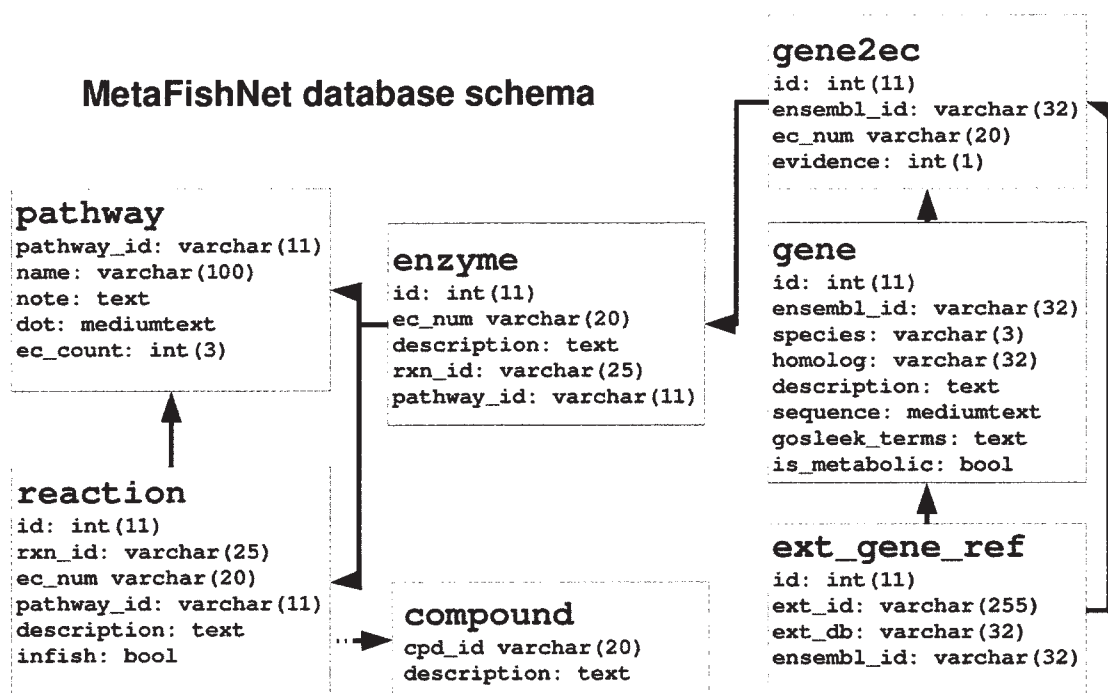 MetaFishNet database schema
gene2ec
id: int(11)
ensembl_id: varchar(32)
ec_num varchar(20)
evidence: int(1)
pathway
pathway_id: varchar(11)
name: varchar(100)
note: text
dot: mediumtext
ec_count: int(3)
enzyme
id: int(11)
ec_num varchar(20)
description: text
rxn_id: varchar(25)
pathway_id: varchar(11)
gene
id: int(11)
ensembl_id: varchar(32)
species: varchar(3)
homolog: varchar(32)
description: text
sequence: mediumtext
gosleek_terms: text
is_metabolic: bool
reaction
id: int(11)
rxn_id: varchar(25)
ec_num varchar(20)
pathway_id: varchar(11)
description: text
infish: bool
compound
cpd_id varchar(20)
description: text
ext_gene_ref
id: int(11)
ext_id: varchar(255)
ext_db: varchar(32)
ensembl_id: varchar(32)